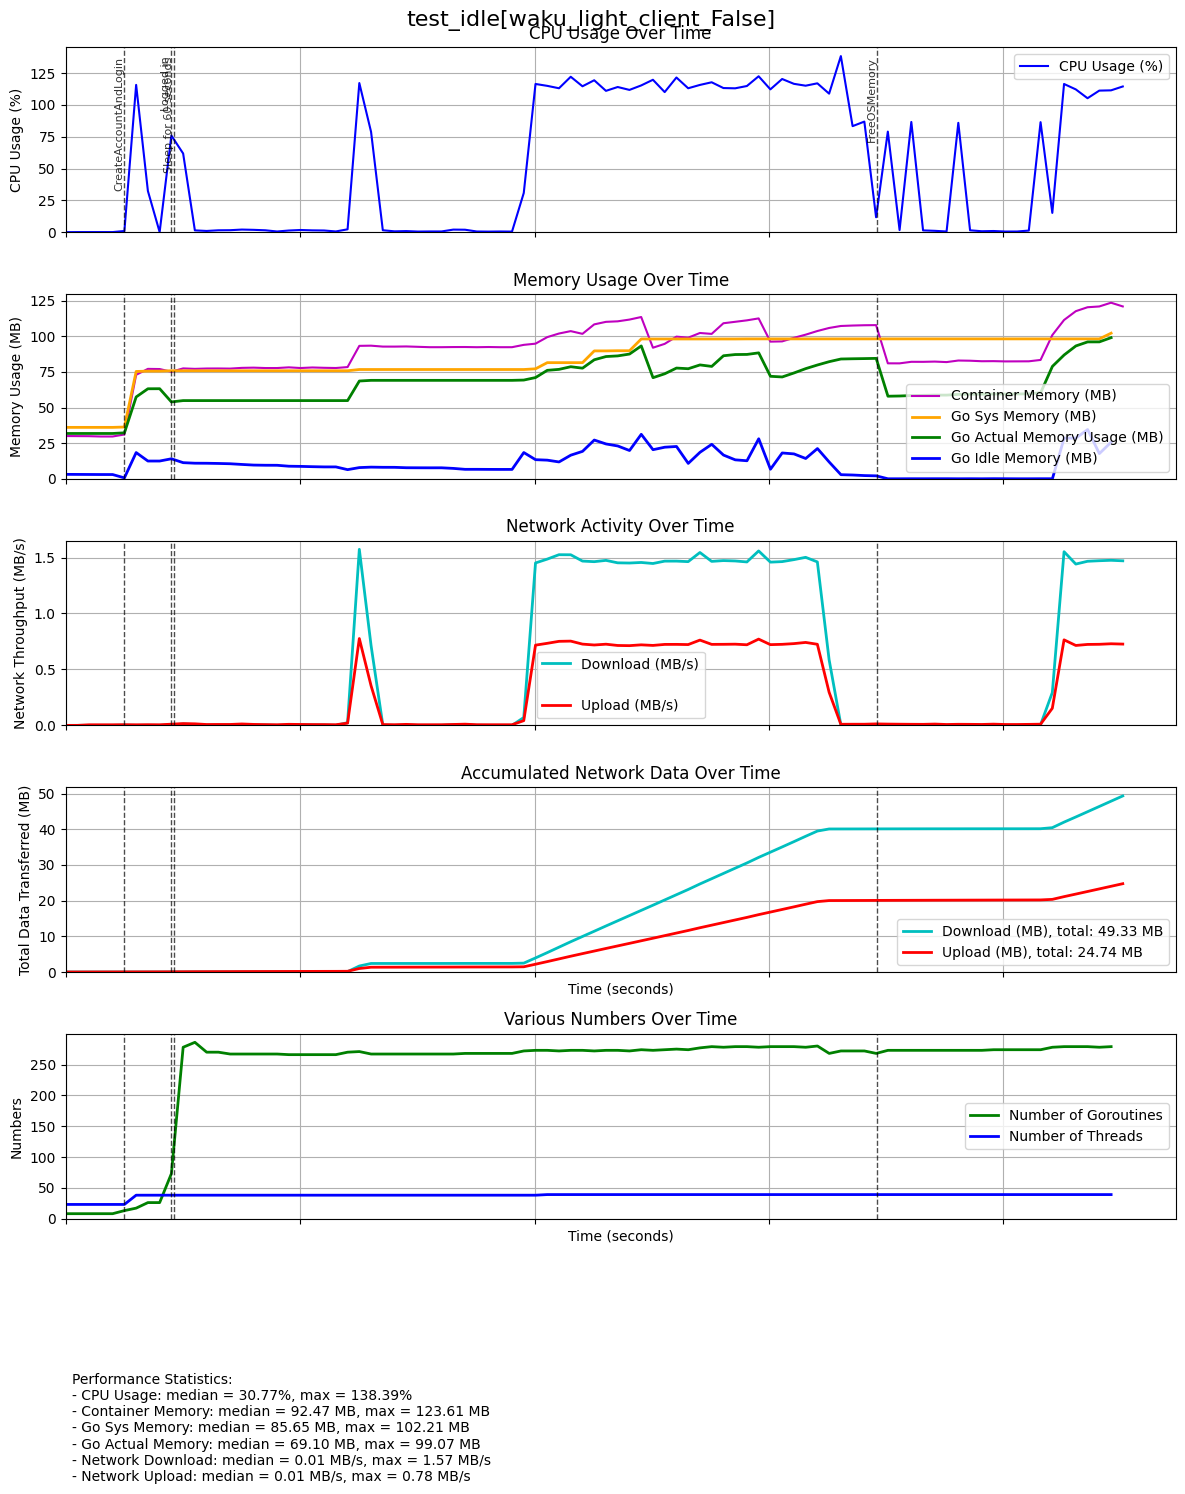 test_idle[waku_light_client_False]
CPU Usage Over Time
CPU Usage (%)
125
100
75
50
25
0
CreateAccountAndLogin
Sleep for 60 seconds
Logged in
FreeOSMemory
CPU Usage (%)
Memory Usage Over Time
Memory Usage (MB)
125
100
75
50
25
0
Container Memory (MB)
Go Sys Memory (MB)
Go Actual Memory Usage (MB)
Go Idle Memory (MB)
Network Activity Over Time
Network Throughput (MB/s)
1.5
1.0
0.5
0.0
Download (MB/s)
Upload (MB/s)
Accumulated Network Data Over Time
Total Data Transferred (MB)
50
40
30
20
10
0
Download (MB), total: 49.33 MB
Upload (MB), total: 24.74 MB
Time (seconds)
Various Numbers Over Time
Numbers
250
200
150
100
50
0
Number of Goroutines
Number of Threads
Time (seconds)
Performance Statistics:
- CPU Usage: median = 30.77%, max = 138.39%
- Container Memory: median = 92.47 MB, max = 123.61 MB
- Go Sys Memory: median = 85.65 MB, max = 102.21 MB
- Go Actual Memory: median = 69.10 MB, max = 99.07 MB
- Network Download: median = 0.01 MB/s, max = 1.57 MB/s
- Network Upload: median = 0.01 MB/s, max = 0.78 MB/s